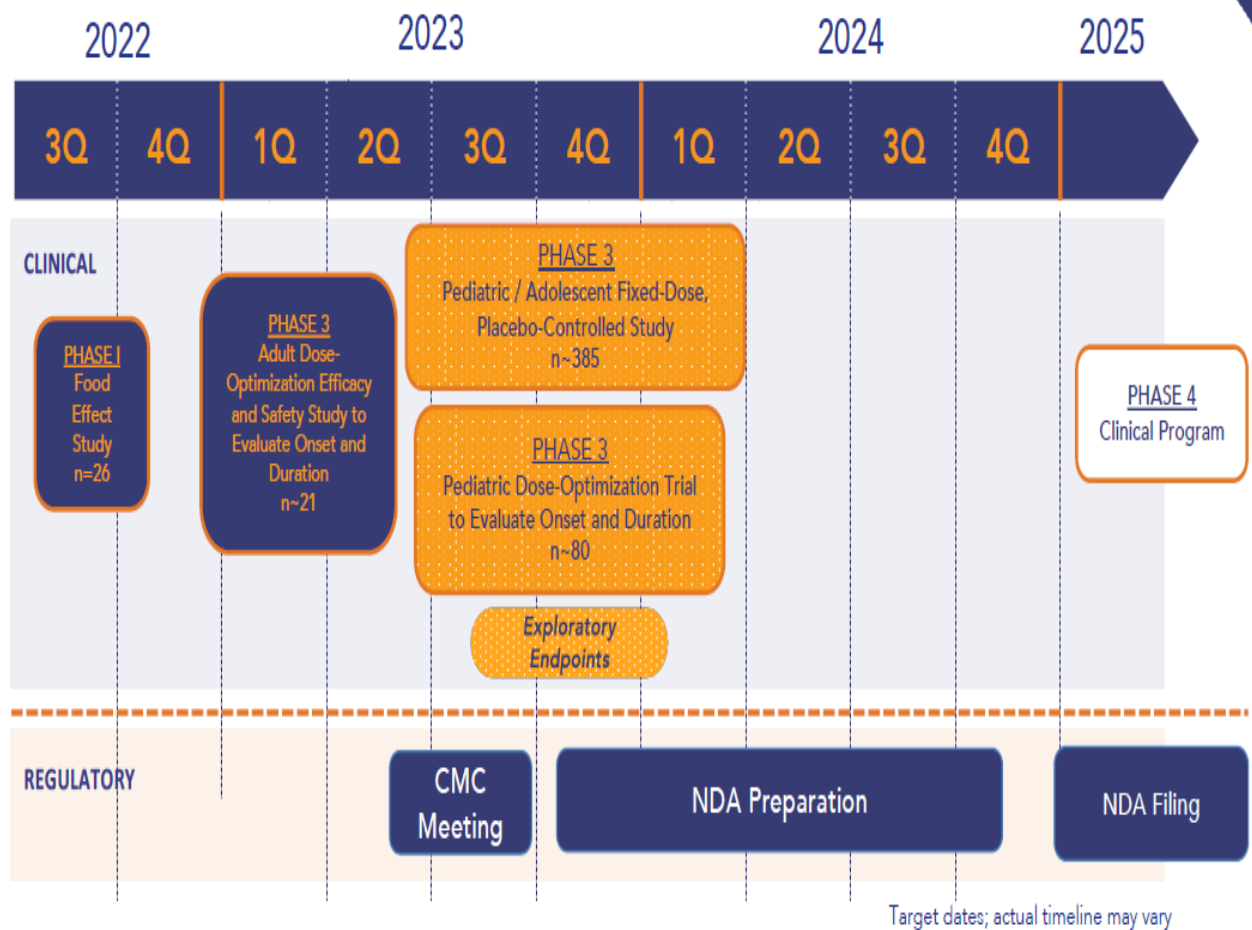 2022
2023
2024
2025
3Q
4Q
1Q
2Q
3Q
4Q
1Q
2Q
3Q
4Q
CLINICAL
PHASE I
Food
Effect
Study
n=26
PHASE 3
Adult Dose-
Optimization Efficacy
and Safety Study to
Evaluate Onset and
Duration
n~21
PHASE 3
Pediatric / Adolescent Fixed-Dose,
Placebo-Controlled Study
n~385
PHASE 3
Pediatric Dose-Optimization Trial
to Evaluate Onset and Duration
n~80
Exploratory
Endpoints
PHASE 4
Clinical Program
REGULATORY
CMC
Meeting
NDA Preparation
NDA Filing
Target dates; actual timeline may vary